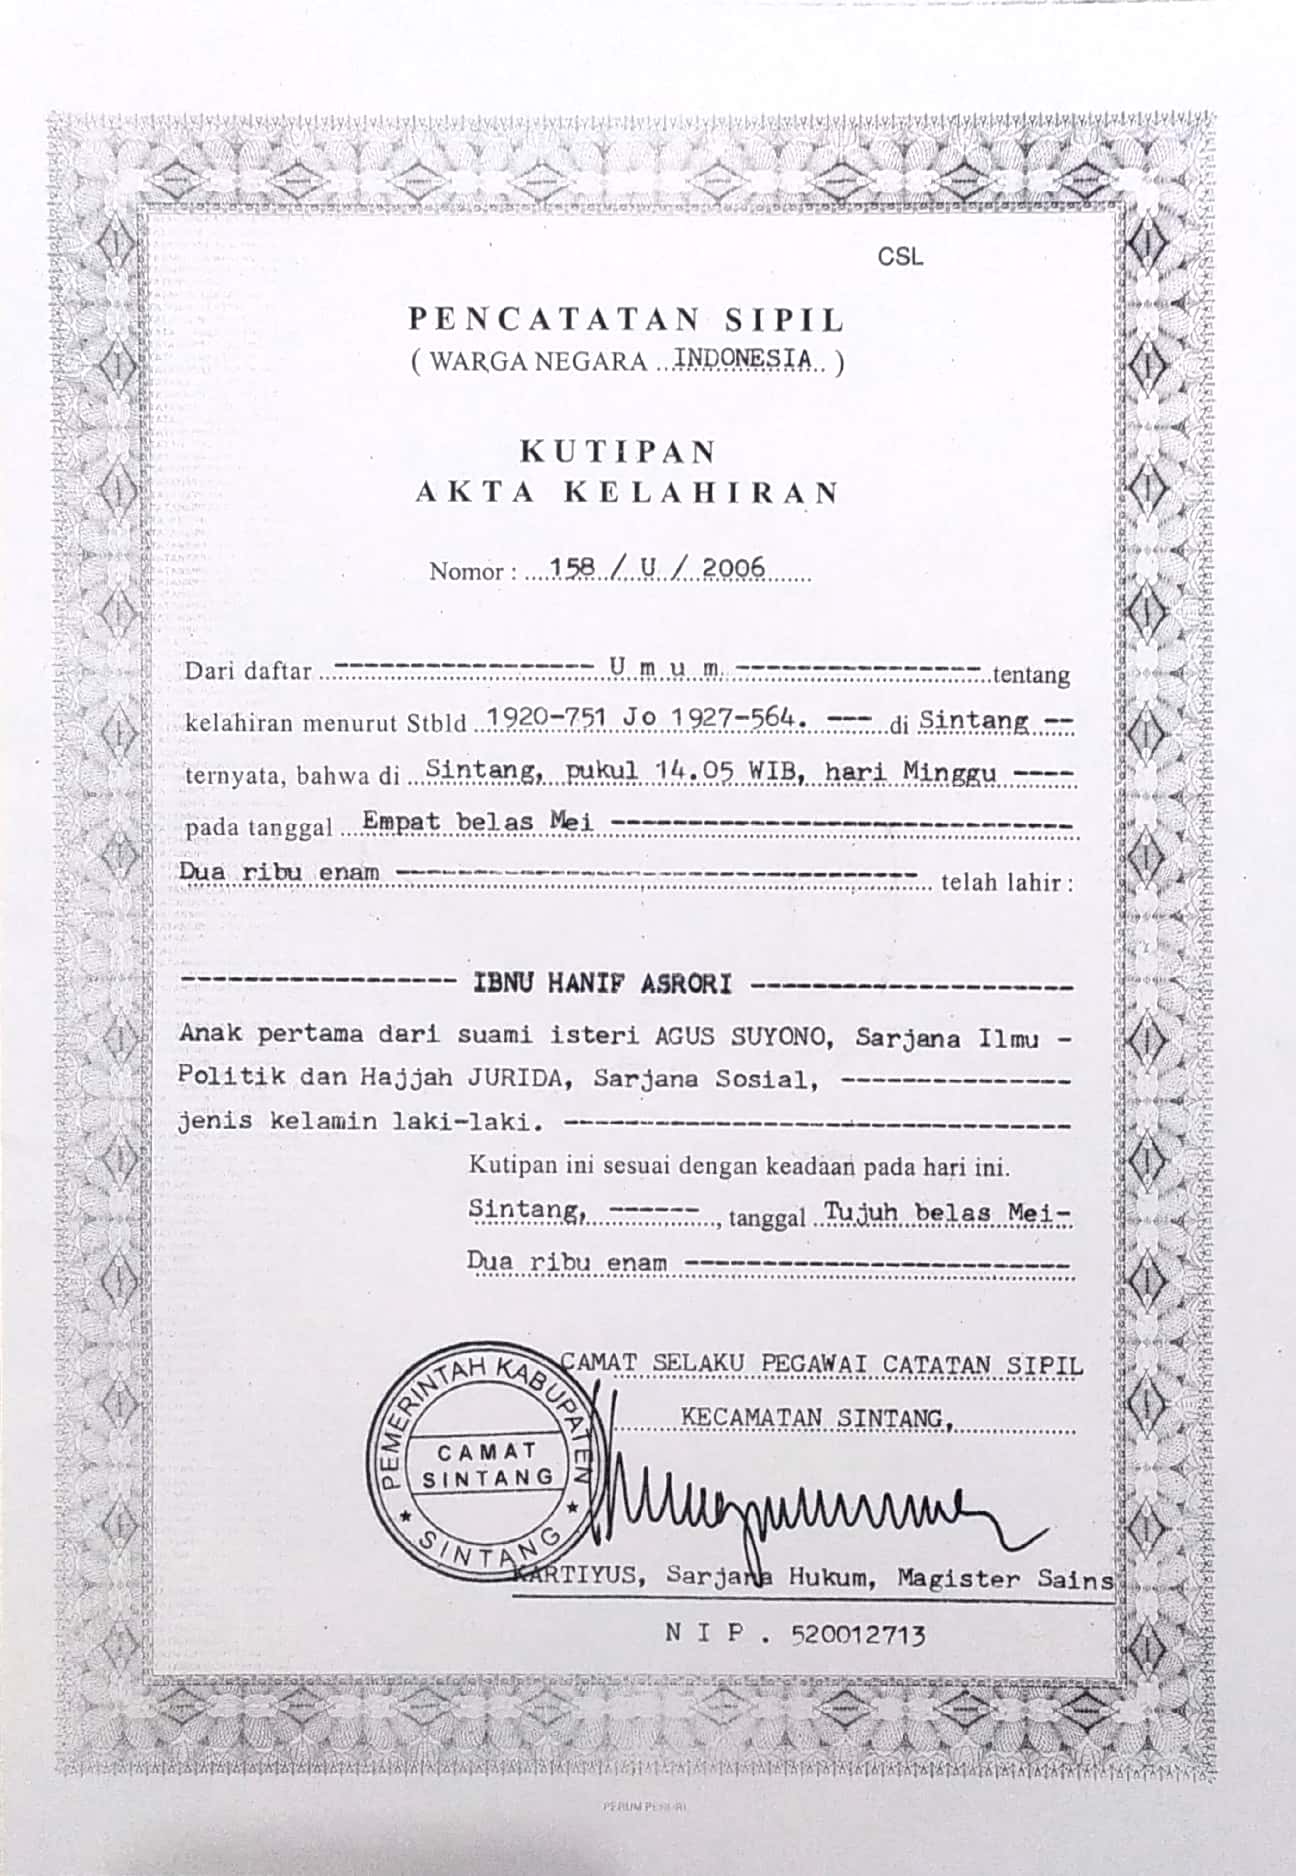 CSL
PENCATATAN SIPIL
( WARGA NEGARA ..INDONESIA.. )
KUTIPAN
AKTA KELAHIRAN
Nomor : ....158 / U / 2006......
Dari daftar ----------------- U m u m ---------------- tentang
kelahiran menurut Stbld 1920-751 Jo 1927-564. --- di Sintang --
ternyata, bahwa di Sintang, pukul 14.05 WIB, hari Minggu ----
pada tanggal Empat belas Mei ------------------------------
Dua ribu enam ---------------------------------- telah lahir :
------------------ IBNU HANIF ASRORI ---------------------
Anak pertama dari suami isteri AGUS SUYONO, Sarjana Ilmu -
Politik dan Hajjah JURIDA, Sarjana Sosial, ---------------
jenis kelamin laki-laki. ---------------------------------
Kutipan ini sesuai dengan keadaan pada hari ini.
Sintang, ------, tanggal Tujuh belas Mei-
Dua ribu enam -------------------------
CAMAT SELAKU PEGAWAI CATATAN SIPIL
KECAMATAN SINTANG,
PEMERINTAH KABUPATEN
CAMAT
SINTANG
★ SINTANG ★
KARTIYUS, Sarjana Hukum, Magister Sains
N I P . 520012713
PERUM PERURI